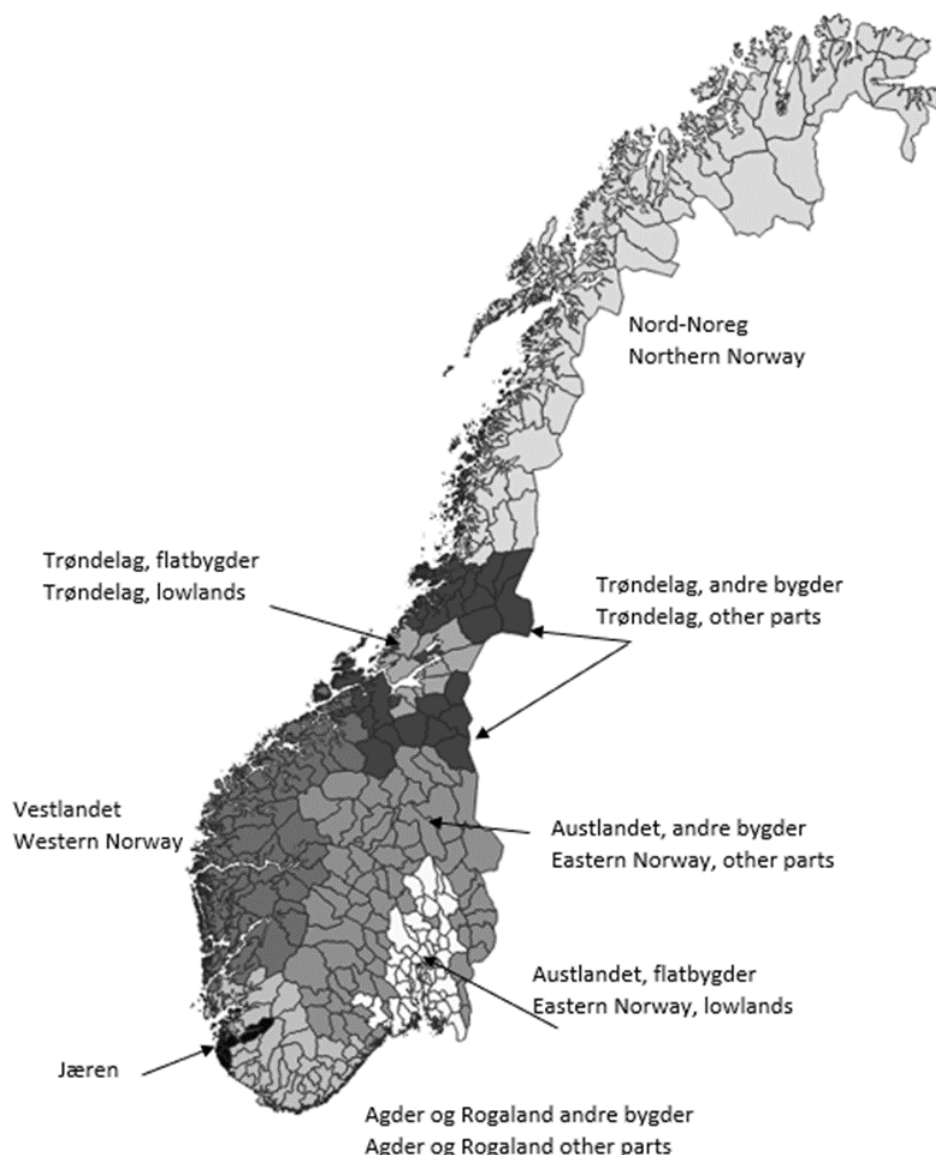 Nord-Noreg
Northern Norway
Trøndelag, flatbygder
Trøndelag, lowlands
Trøndelag, andre bygder
Trøndelag, other parts
Vestlandet
Western Norway
Austlandet, andre bygder
Eastern Norway, other parts
Austlandet, flatbygder
Eastern Norway, lowlands
Jæren
Agder og Rogaland andre bygder
Agder og Rogaland other parts